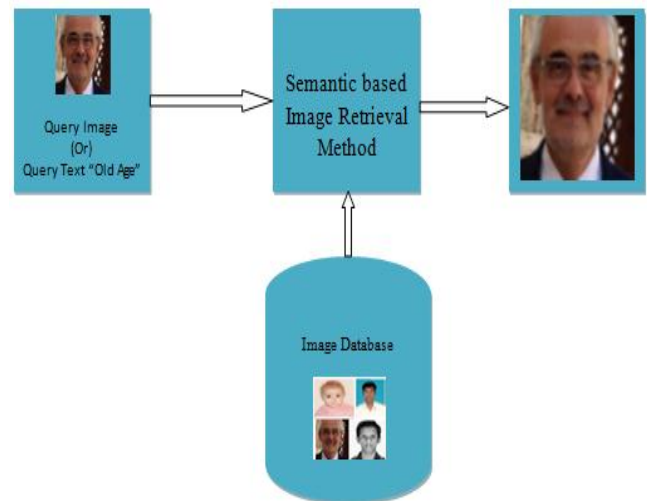 Query Image
(Or)
Query Text “Old Age”
Semantic based
Image Retrieval
Method
Image Database